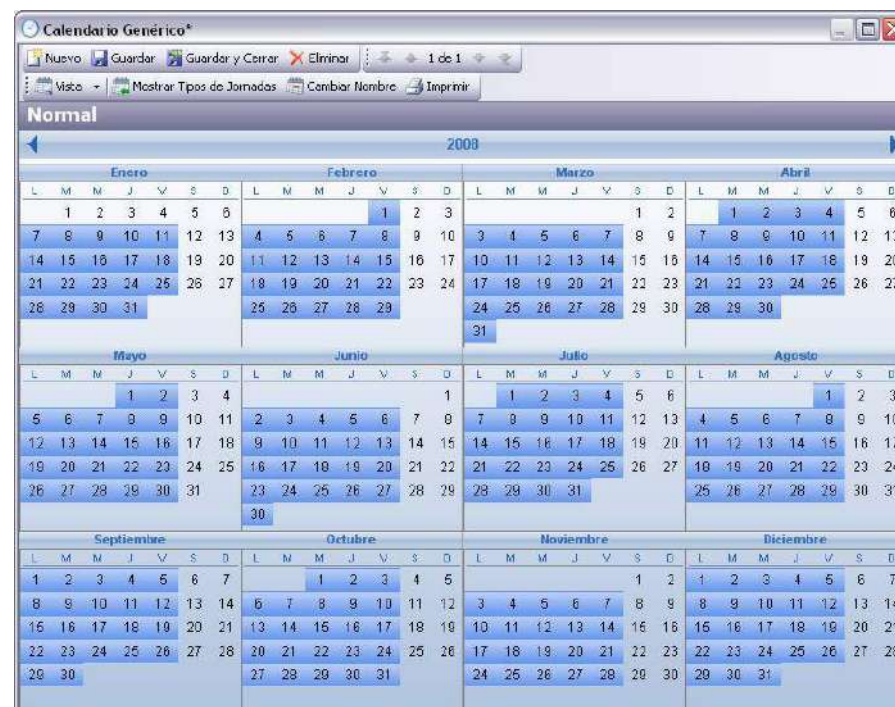 Calendario Genérico*
Nuevo Guardar Guardar y Cerrar Eliminar 1 de 1
Vista Mostrar Tipos de Jornadas Cambiar Nombre Imprimir
Normal
2008
Enero Febrero Marzo Abril
L M M J V S D L M M J V S D L M M J V S D L M M J V S D
1 2 3 4 5 6 1 2 3 1 2 1 2 3 4 5 6
7 8 9 10 11 12 13 4 5 6 7 8 9 10 3 4 5 6 7 8 9 7 8 9 10 11 12 13
14 15 16 17 18 19 20 11 12 13 14 15 16 17 10 11 12 13 14 15 16 14 15 16 17 18 19 20
21 22 23 24 25 26 27 18 19 20 21 22 23 24 17 18 19 20 21 22 23 21 22 23 24 25 26 27
28 29 30 31 25 26 27 28 29 24 25 26 27 28 29 30 28 29 30
31
Mayo Junio Julio Agosto
L M M J V S D L M M J V S D L M M J V S D L M M J V S D
1 2 3 4 1 1 2 3 4 5 6 1 2 3
5 6 7 8 9 10 11 2 3 4 5 6 7 8 7 8 9 10 11 12 13 4 5 6 7 8 9 10
12 13 14 15 16 17 18 9 10 11 12 13 14 15 14 15 16 17 18 19 20 11 12 13 14 15 16 17
19 20 21 22 23 24 25 16 17 18 19 20 21 22 21 22 23 24 25 26 27 18 19 20 21 22 23 24
26 27 28 29 30 31 23 24 25 26 27 28 29 28 29 30 31 25 26 27 28 29 30 31
30
Septiembre Octubre Noviembre Diciembre
L M M J V S D L M M J V S D L M M J V S D L M M J V S D
1 2 3 4 5 6 7 1 2 3 4 5 1 2 1 2 3 4 5 6 7
8 9 10 11 12 13 14 6 7 8 9 10 11 12 3 4 5 6 7 8 9 8 9 10 11 12 13 14
15 16 17 18 19 20 21 13 14 15 16 17 18 19 10 11 12 13 14 15 16 15 16 17 18 19 20 21
22 23 24 25 26 27 28 20 21 22 23 24 25 26 17 18 19 20 21 22 23 22 23 24 25 26 27 28
29 30 27 28 29 30 31 24 25 26 27 28 29 30 29 30 31